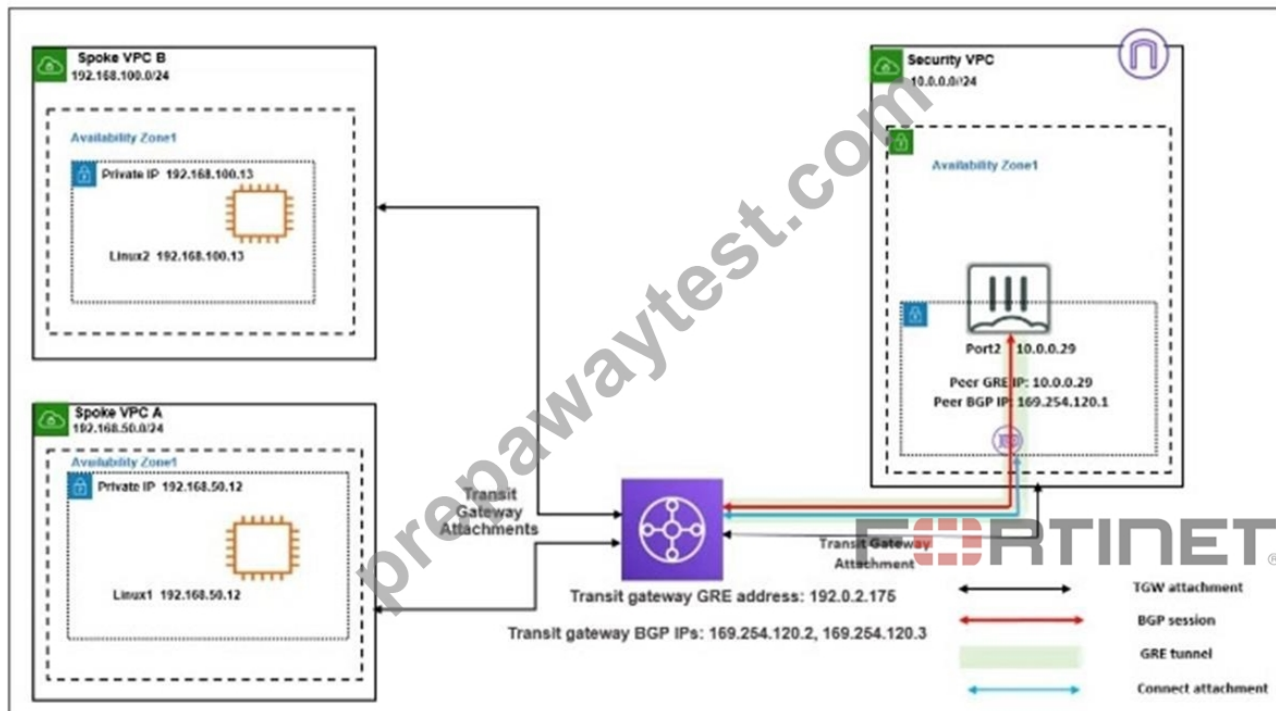 Spoke VPC B
192.168.100.0/24
Availability Zone1
Private IP 192.168.100.13
Linux2 192.168.100.13
Spoke VPC A
192.168.50.0/24
Availability Zone1
Private IP 192.168.50.12
Linux1 192.168.50.12
Transit
Gateway
Attachments
Security VPC
10.0.0.0/24
Availability Zone1
Port2 10.0.0.29
Peer GRE IP: 10.0.0.29
Peer BGP IP: 169.254.120.1
Transit Gateway
Attachment
Transit gateway GRE address: 192.0.2.175
Transit gateway BGP IPs: 169.254.120.2, 169.254.120.3
FORTINET®
TGW attachment
BGP session
GRE tunnel
Connect attachment
prepawaytest.com